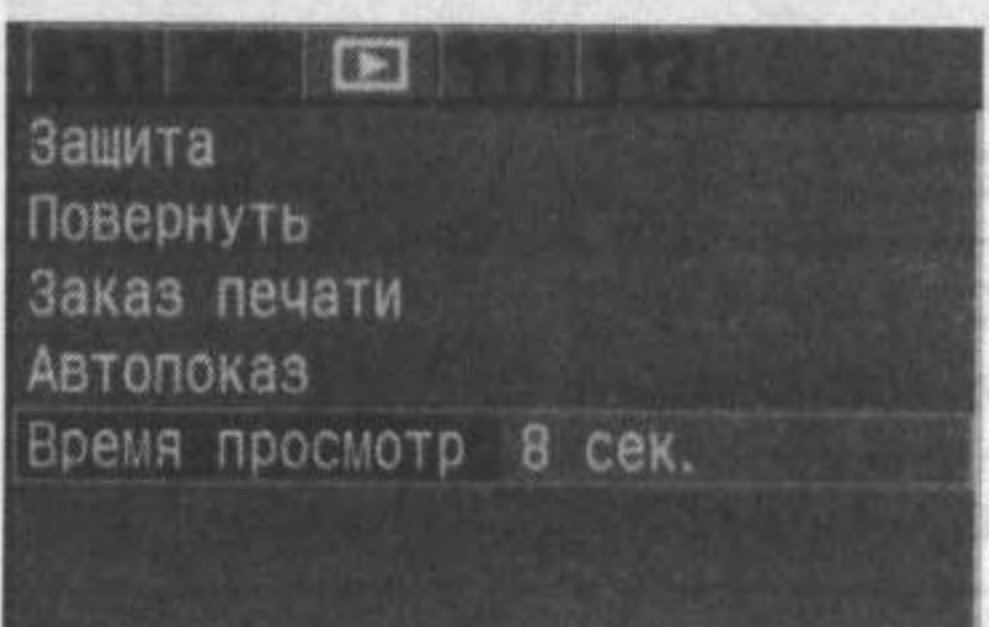 Защита
Повернуть
Заказ печати
Автопоказ
Время просмотр 8 сек.